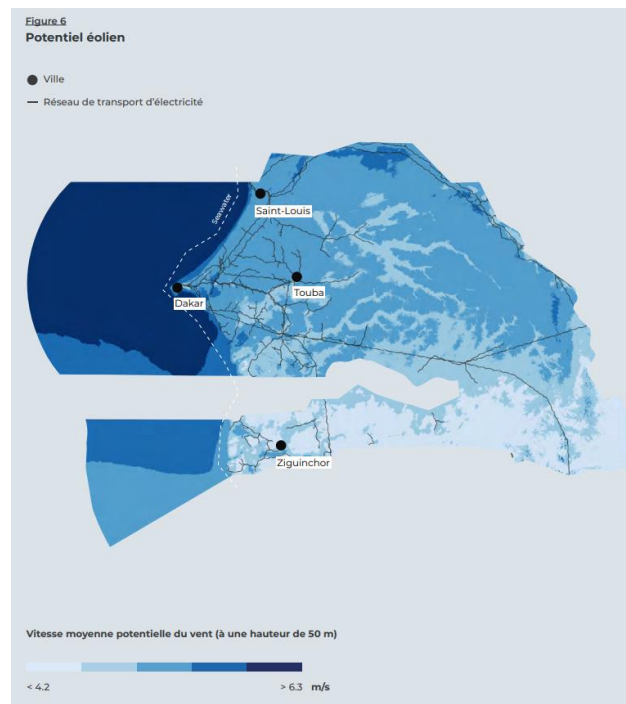 Figure 6
Potentiel éolien
Ville
Réseau de transport d'électricité
Seawater
Saint-Louis
Touba
Dakar
Ziguinchor
Vitesse moyenne potentielle du vent (à une hauteur de 50 m)
< 4.2 > 6.3 m/s